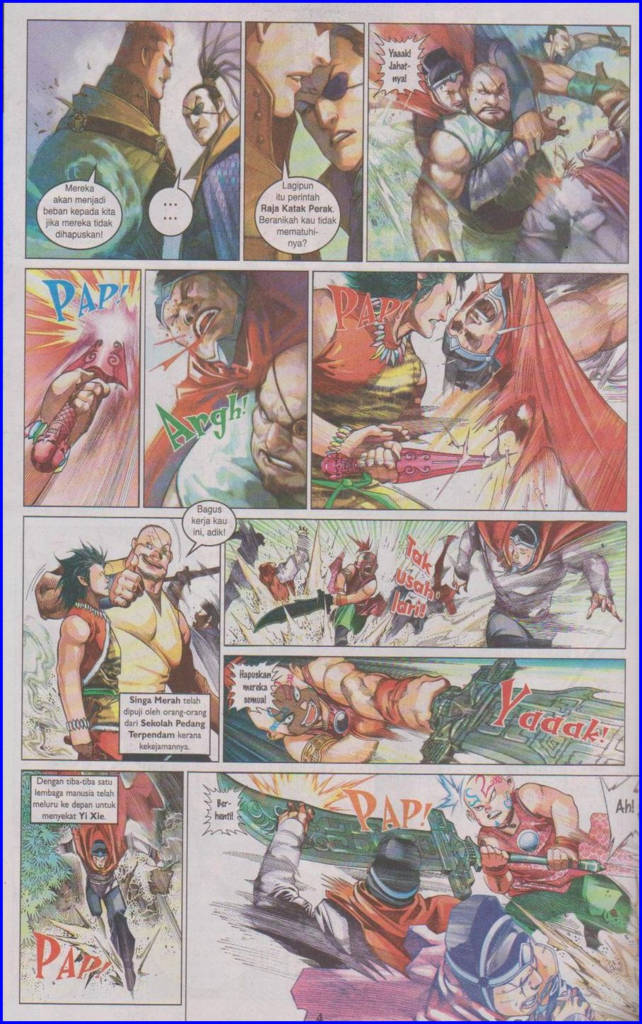 Mereka
akan menjadi
beban kepada kita
jika mereka tidak
dihapuskan!
...
...
Lagipun
itu perintah
Raja Katak Perak.
Beranikah kau tidak
mematuhi-
nya?
Yaaak!
Jahat-
nya!
PAP!
Argh!
PAP!
Bagus
kerja kau
ini, adik!
Singa Merah telah
dipuji oleh orang-orang
dari Sekolah Pedang
Terpendam kerana
kekejamannya.
Tak
usah
lari!
Hapuskan
mereka
semua!
Yaaak!
Dengan tiba-tiba satu
lembaga manusia telah
meluru ke depan untuk
menyekat Yi Xie.
PAP!
Ber-
henti!
PAP!
Ah!
4